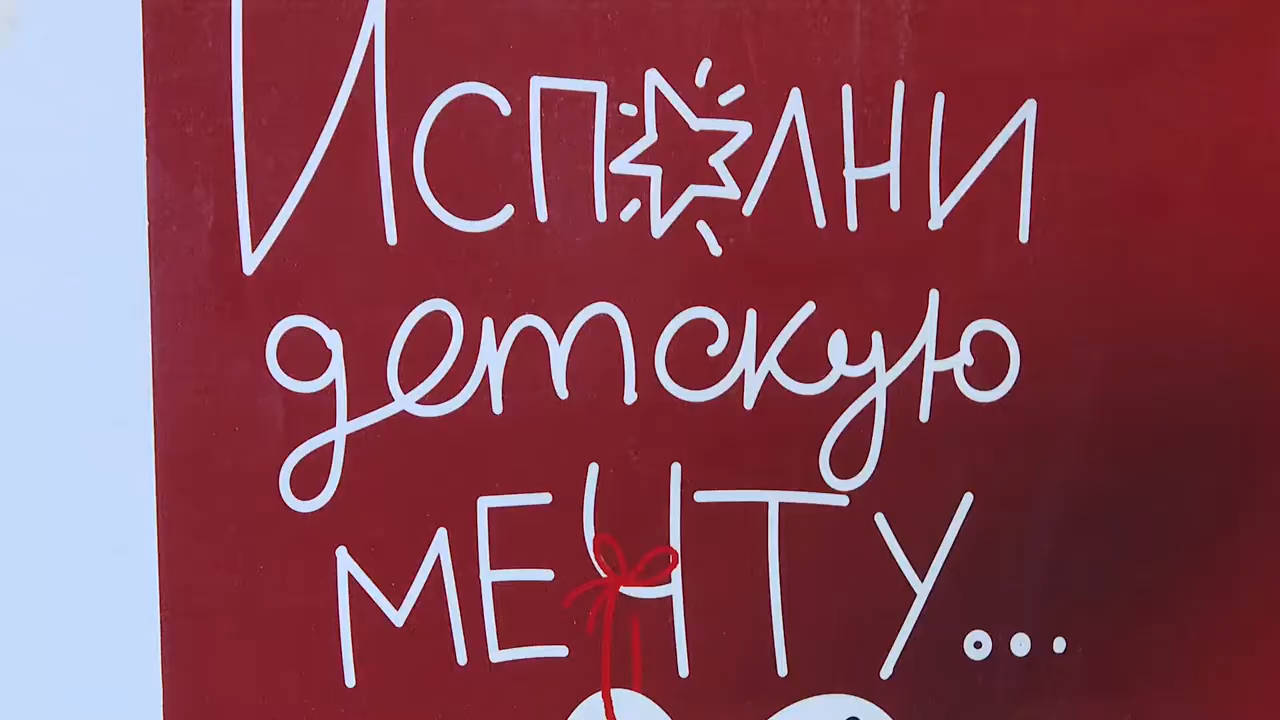 Исполни
детскую
мечту...